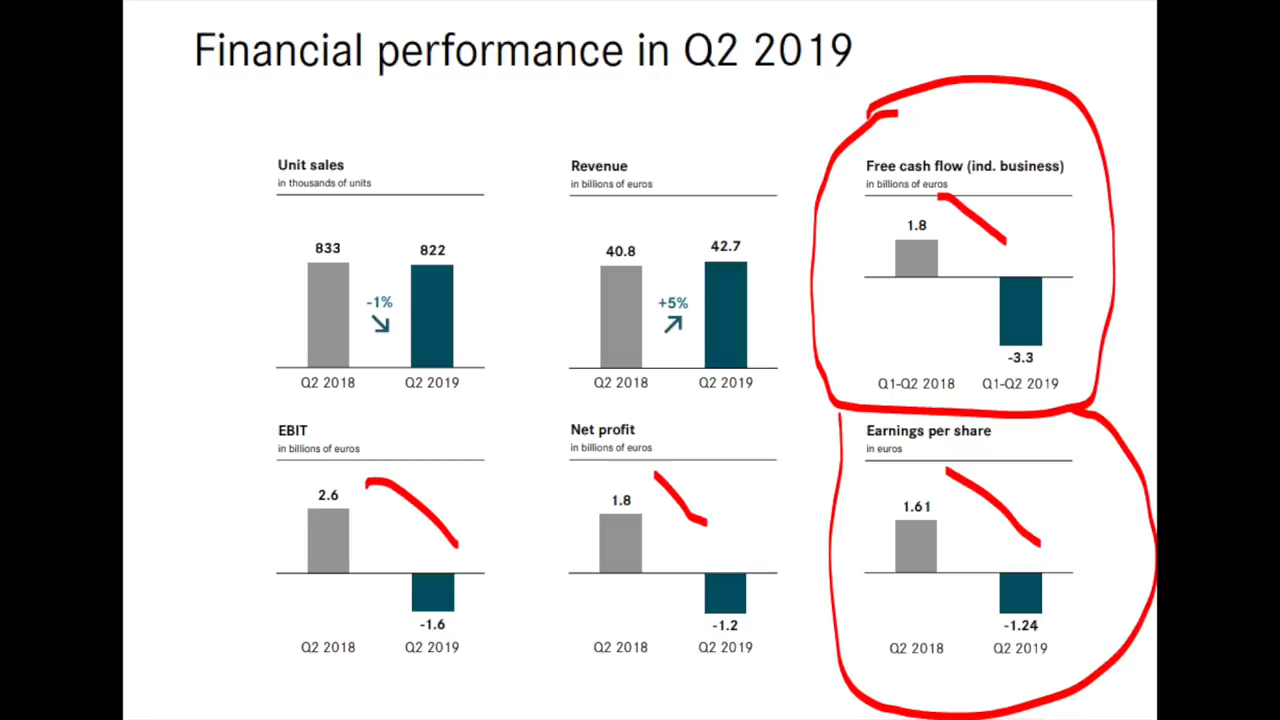 Financial performance in Q2 2019
Unit sales
in thousands of units
833
822
-1%
Q2 2018
Q2 2019
Revenue
in billions of euros
40.8
42.7
+5%
Q2 2018
Q2 2019
Free cash flow (ind. business)
in billions of euros
1.8
-3.3
Q1-Q2 2018
Q1-Q2 2019
EBIT
in billions of euros
2.6
-1.6
Q2 2018
Q2 2019
Net profit
in billions of euros
1.8
-1.2
Q2 2018
Q2 2019
Earnings per share
in euros
1.61
-1.24
Q2 2018
Q2 2019